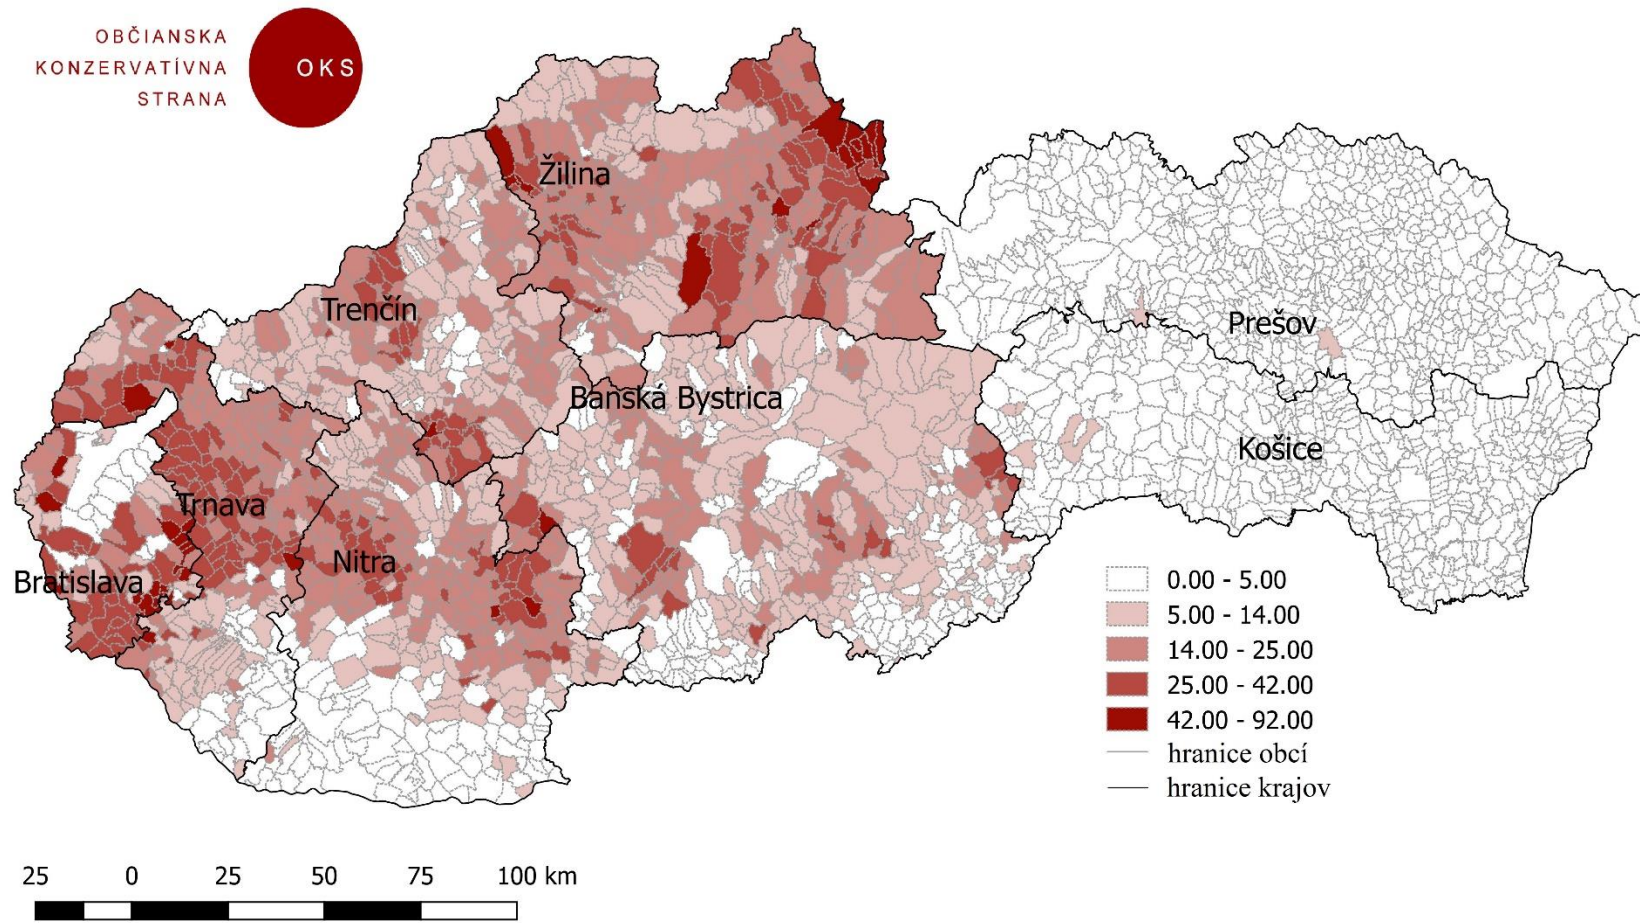 OBČIANSKA
KONZERVATÍVNA
STRANA
OKS
Žilina
Trenčín
Prešov
Banská Bystrica
Košice
Trnava
Nitra
Bratislava
0.00 - 5.00
5.00 - 14.00
14.00 - 25.00
25.00 - 42.00
42.00 - 92.00
hranice obcí
hranice krajov
25 0 25 50 75 100 km